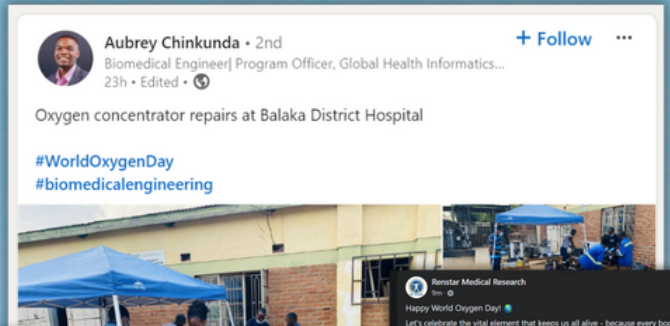 Aubrey Chinkunda • 2nd
+ Follow
...
Biomedical Engineer| Program Officer, Global Health Informatics...
23h • Edited •
Oxygen concentrator repairs at Balaka District Hospital
#WorldOxygenDay
#biomedicalengineering
Renstar Medical Research
9m •
Happy World Oxygen Day!
Let's celebrate the vital element that keeps us all alive – because every